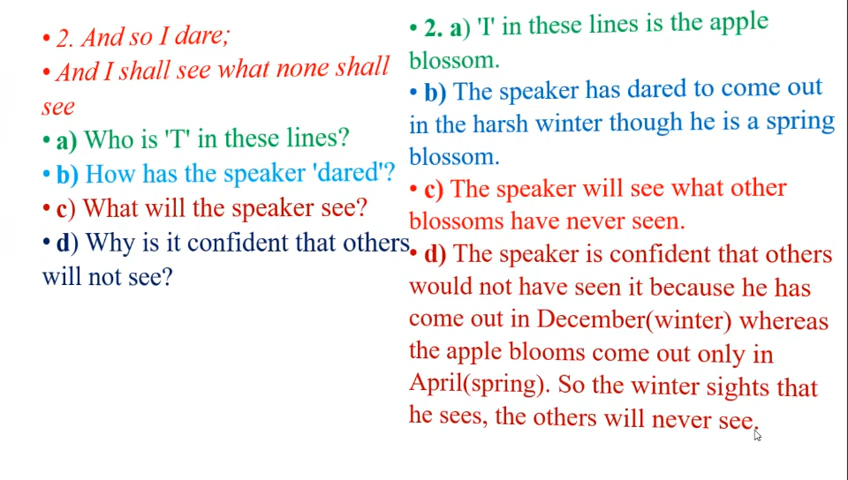 • 2. And so I dare;
• And I shall see what none shall
see
• a) Who is 'I' in these lines?
• b) How has the speaker 'dared'?
• c) What will the speaker see?
• d) Why is it confident that others
will not see?
• 2. a) 'I' in these lines is the apple
blossom.
• b) The speaker has dared to come out
in the harsh winter though he is a spring
blossom.
• c) The speaker will see what other
blossoms have never seen.
• d) The speaker is confident that others
would not have seen it because he has
come out in December(winter) whereas
the apple blooms come out only in
April(spring). So the winter sights that
he sees, the others will never see.